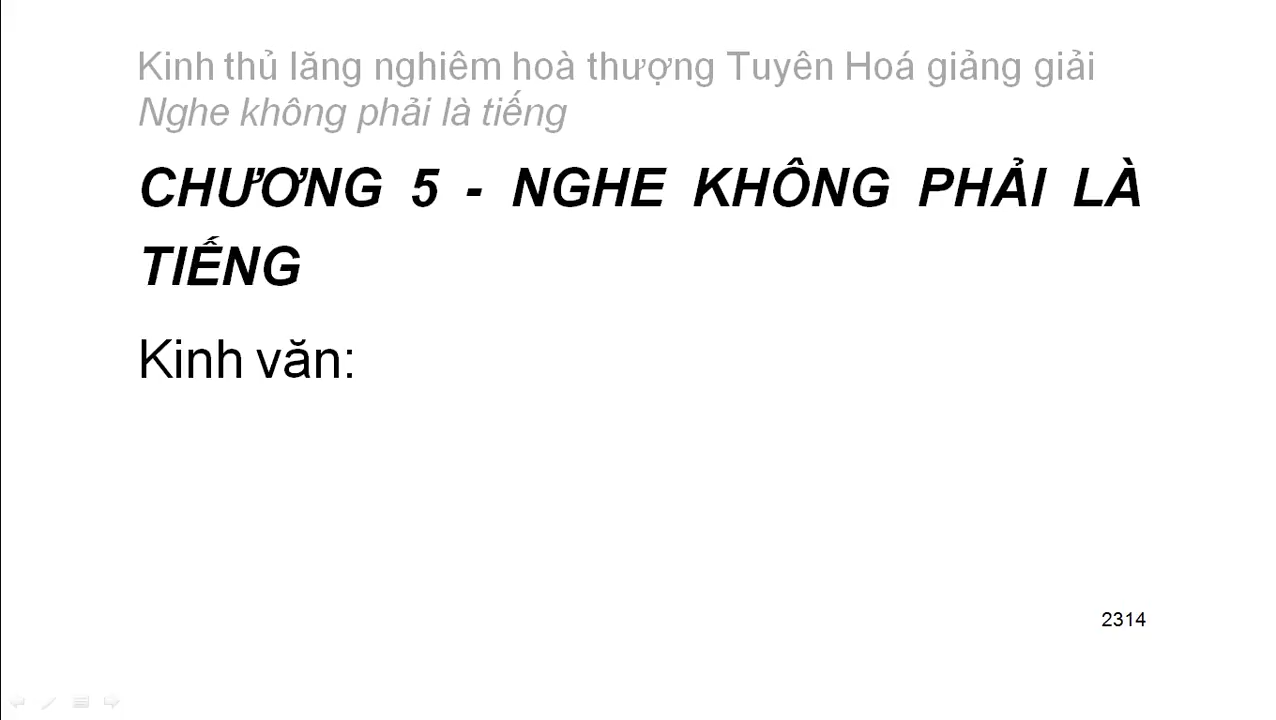 Kinh thủ lăng nghiêm hoà thượng Tuyên Hoá giảng giải
Nghe không phải là tiếng
CHƯƠNG 5 - NGHE KHÔNG PHẢI LÀ
TIẾNG
Kinh văn:
2314